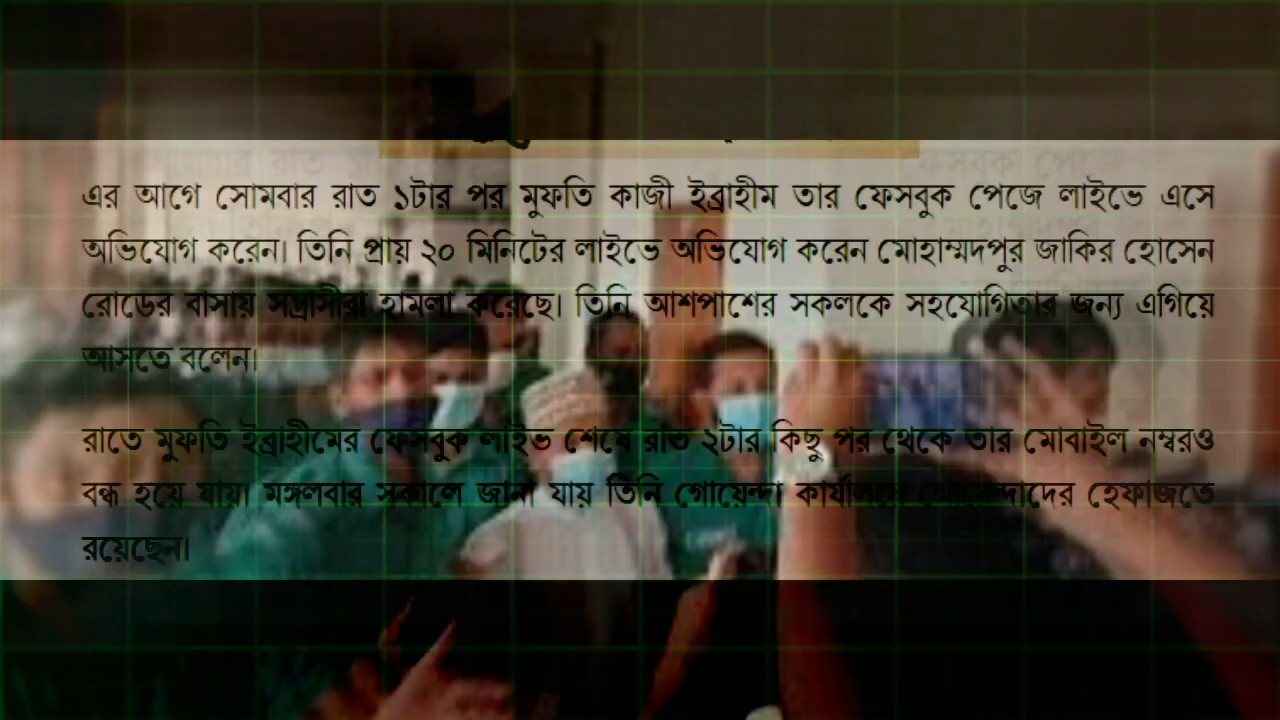 এর আগে সোমবার রাত ১টার পর মুফতি কাজী ইব্রাহীম তার ফেসবুক পেজে লাইভে এসে
অভিযোগ করেন। তিনি প্রায় ২০ মিনিটের লাইভে অভিযোগ করেন মোহাম্মদপুর জাকির হোসেন
রোডের বাসায় সন্ত্রাসীরা হামলা করেছে। তিনি আশপাশের সকলকে সহযোগিতার জন্য এগিয়ে
আসতে বলেন।
রাতে মুফতি ইব্রাহীমের ফেসবুক লাইভ শেষে রাত ২টার কিছু পর থেকে তার মোবাইল নম্বরও
বন্ধ হয়ে যায়। মঙ্গলবার সকালে জানা যায় তিনি গোয়েন্দা কার্যালয়ে গোয়েন্দাদের হেফাজতে
রয়েছেন।